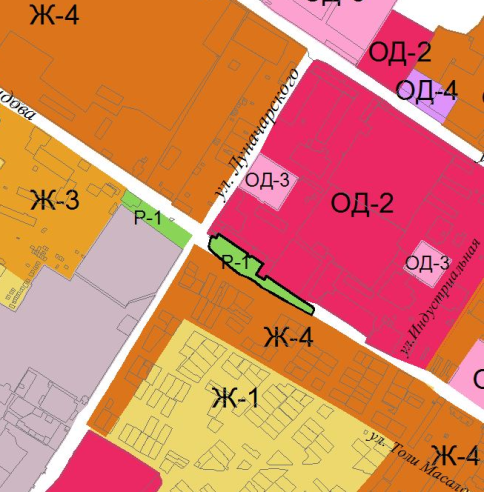 Ж-4
ОД-2
ОД-4
ул. Луначарского
ОД-3
Ж-3
ОД-2
Р-1
Р-1
ОД-3
ул.Индустриальная
Ж-4
Ж-1
ул. Толи
Ж-4